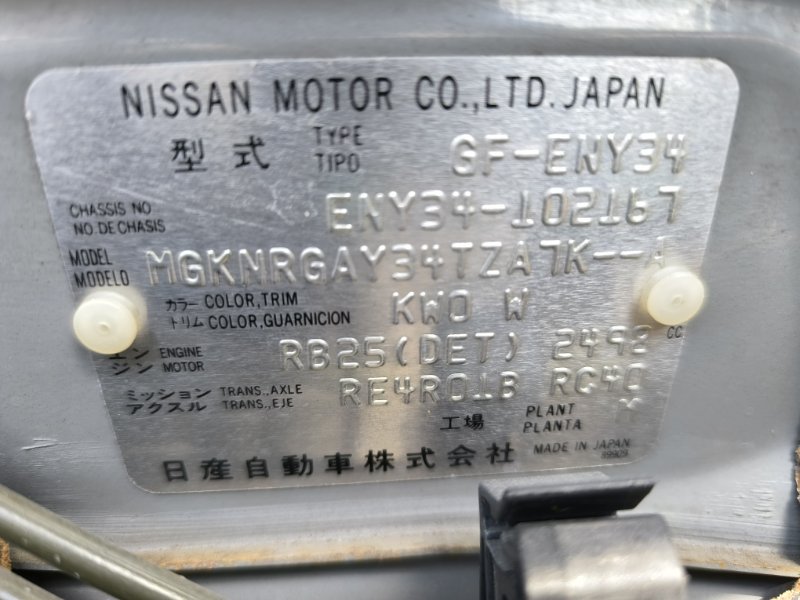 NISSAN MOTOR CO.,LTD.JAPAN
型式 TYPE TIPO GF-ENY34
CHASSIS NO NO.DE CHASIS ENY34-102167
MODEL MODELO MGKNRGAY34TZA7K--A
カラー COLOR,TRIM
トリム COLOR,GUARNICION KW0 W
エン ENGINE
ジン MOTOR RB25(DET) 2492 CC
ミッション TRANS.,AXLE
アクスル TRANS.,EJE RE4R01B RC40
工場 PLANT PLANTA
日産自動車株式会社 MADE IN JAPAN